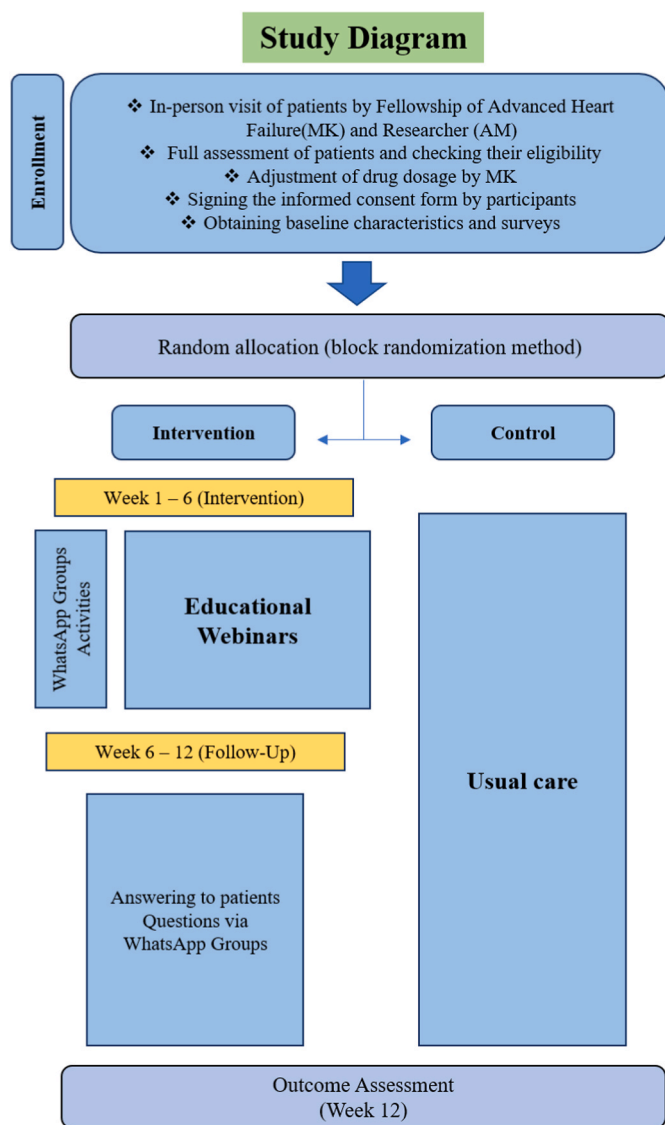 Study Diagram
Enrollment
❖ In-person visit of patients by Fellowship of Advanced Heart
Failure(MK) and Researcher (AM)
❖ Full assessment of patients and checking their eligibility
❖ Adjustment of drug dosage by MK
❖ Signing the informed consent form by participants
❖ Obtaining baseline characteristics and surveys
Random allocation (block randomization method)
Intervention
Control
Week 1 – 6 (Intervention)
WhatsApp Groups
Activities
Educational
Webinars
Week 6 – 12 (Follow-Up)
Usual care
Answering to patients
Questions via
WhatsApp Groups
Outcome Assessment
(Week 12)